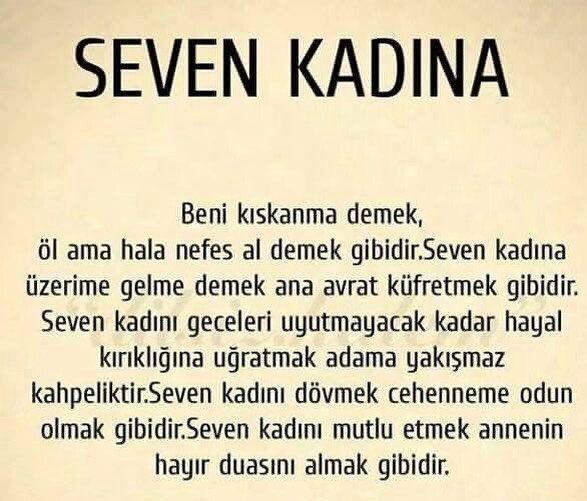 SEVEN KADINA
Beni kıskanma demek,
öl ama hala nefes al demek gibidir.Seven kadına
üzerime gelme demek ana avrat küfretmek gibidir.
Seven kadını geceleri uyutmayacak kadar hayal
kırıklığına uğratmak adama yakışmaz
kahpeliktir.Seven kadını dövmek cehenneme odun
olmak gibidir.Seven kadını mutlu etmek annenin
hayır duasını almak gibidir.